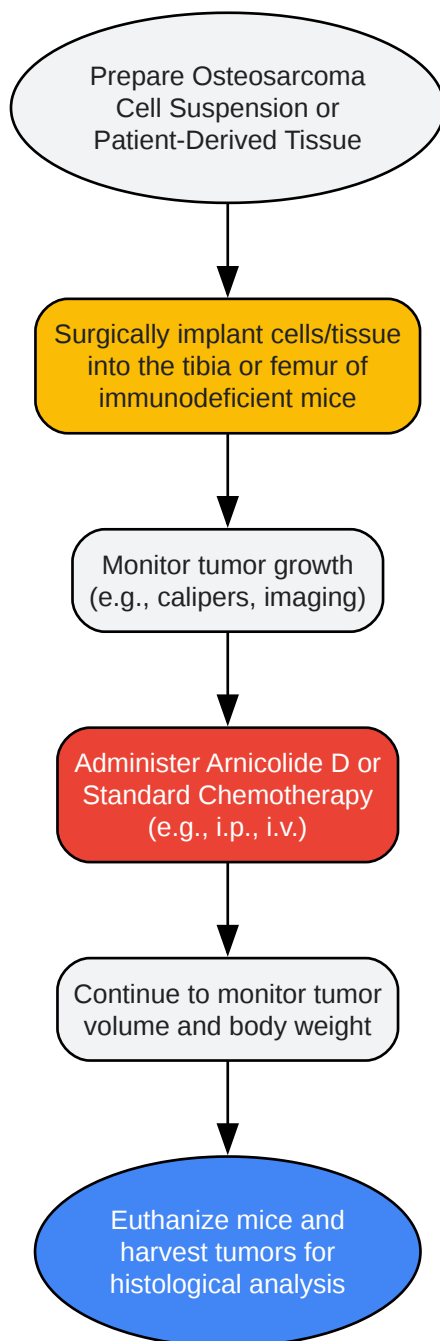 Prepare Osteosarcoma
Cell Suspension or
Patient-Derived Tissue
Surgically implant cells/tissue
into the tibia or femur of
immunodeficient mice
Monitor tumor growth
(e.g., calipers, imaging)
Administer Arnicolide D or
Standard Chemotherapy
(e.g., i.p., i.v.)
Continue to monitor tumor
volume and body weight
Euthanize mice and
harvest tumors for
histological analysis